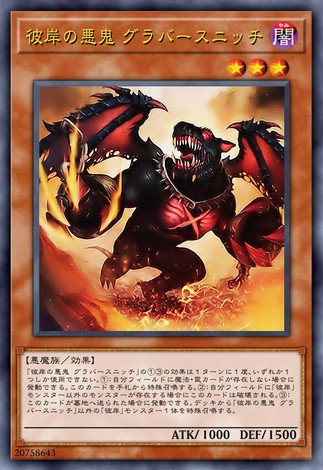 彼岸の悪鬼 グラバースニッチ
闇
やみ
【悪魔族／効果】
「彼岸の悪鬼 グラバースニッチ」の①③の効果は１ターンに１度、いずれか１
つしか使用できない。①：自分フィールドに魔法・罠カードが存在しない場合に
発動できる。このカードを手札から特殊召喚する。②：自分フィールドに「彼岸」
モンスター以外のモンスターが存在する場合にこのカードは破壊される。③：
このカードが墓地へ送られた場合に発動できる。デッキから「彼岸の悪鬼 グラ
バースニッチ」以外の「彼岸」モンスター１体を特殊召喚する。
ATK/ 1000 DEF/ 1500
20758643